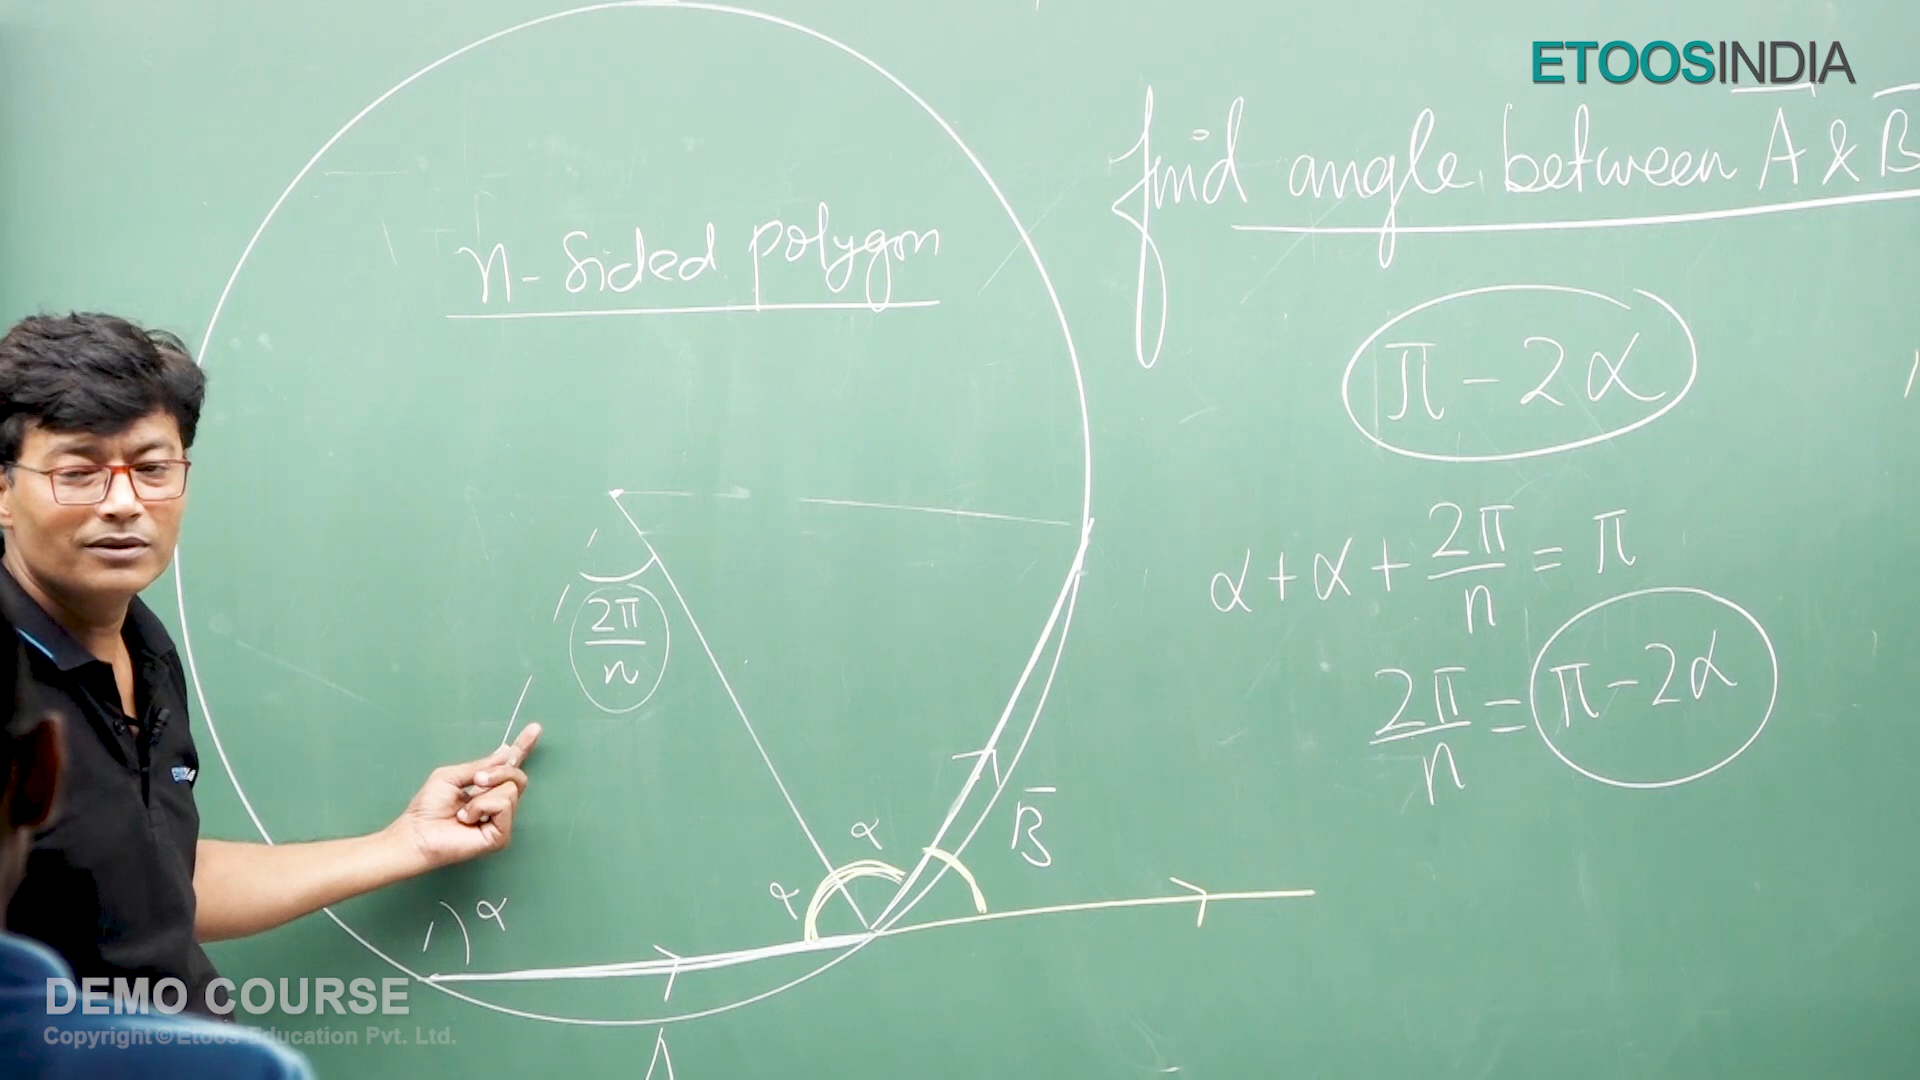 ETOOSINDIA
find angle between A̅ & B̅
n-sided polygon
π - 2α
α + α + 2π/n = π
2π/n = π - 2α
2π/n
B̅
α
α
α
A
DEMO COURSE
Copyright © Etoos Education Pvt. Ltd.